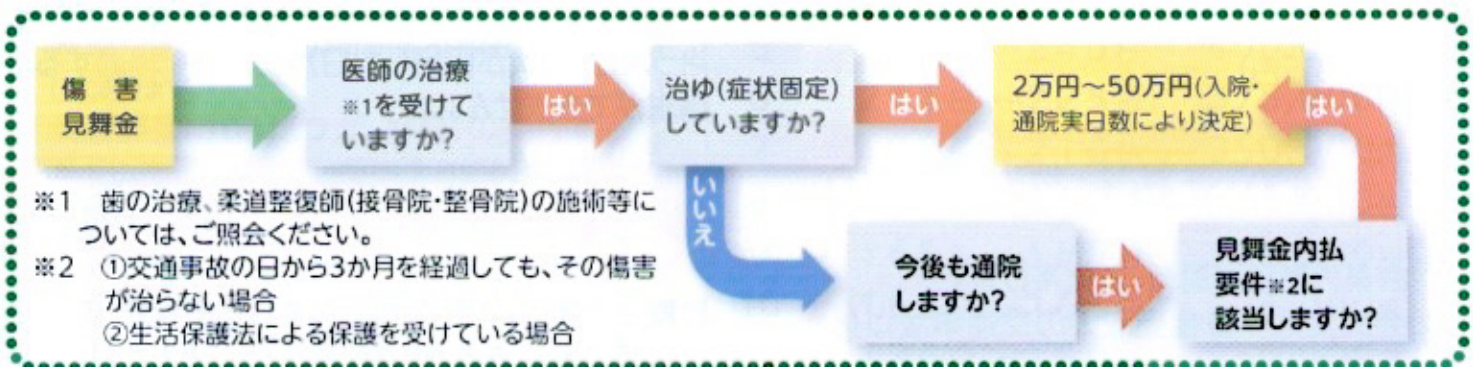 傷 害
見舞金
医師の治療
※1を受けて
いますか?
はい
治ゆ(症状固定)
していますか?
はい
2万円～50万円(入院・
通院実日数により決定)
はい
いいえ
今後も通院
しますか?
はい
見舞金内払
要件※2に
該当しますか?
※1 歯の治療、柔道整復師(接骨院・整骨院)の施術等に
ついては、ご照会ください。
※2 ①交通事故の日から3か月を経過しても、その傷害
が治らない場合
②生活保護法による保護を受けている場合